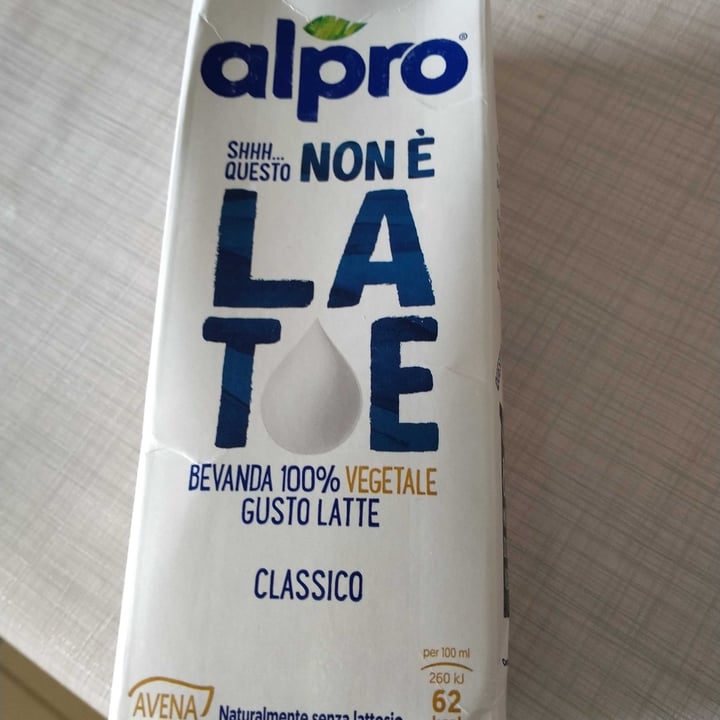 alpro®
SHHH...
QUESTO NON È
LA
T E
BEVANDA 100% VEGETALE
GUSTO LATTE
CLASSICO
per 100 ml
260 kJ
62
kcal
AVENA
Naturalmente senza lattosio